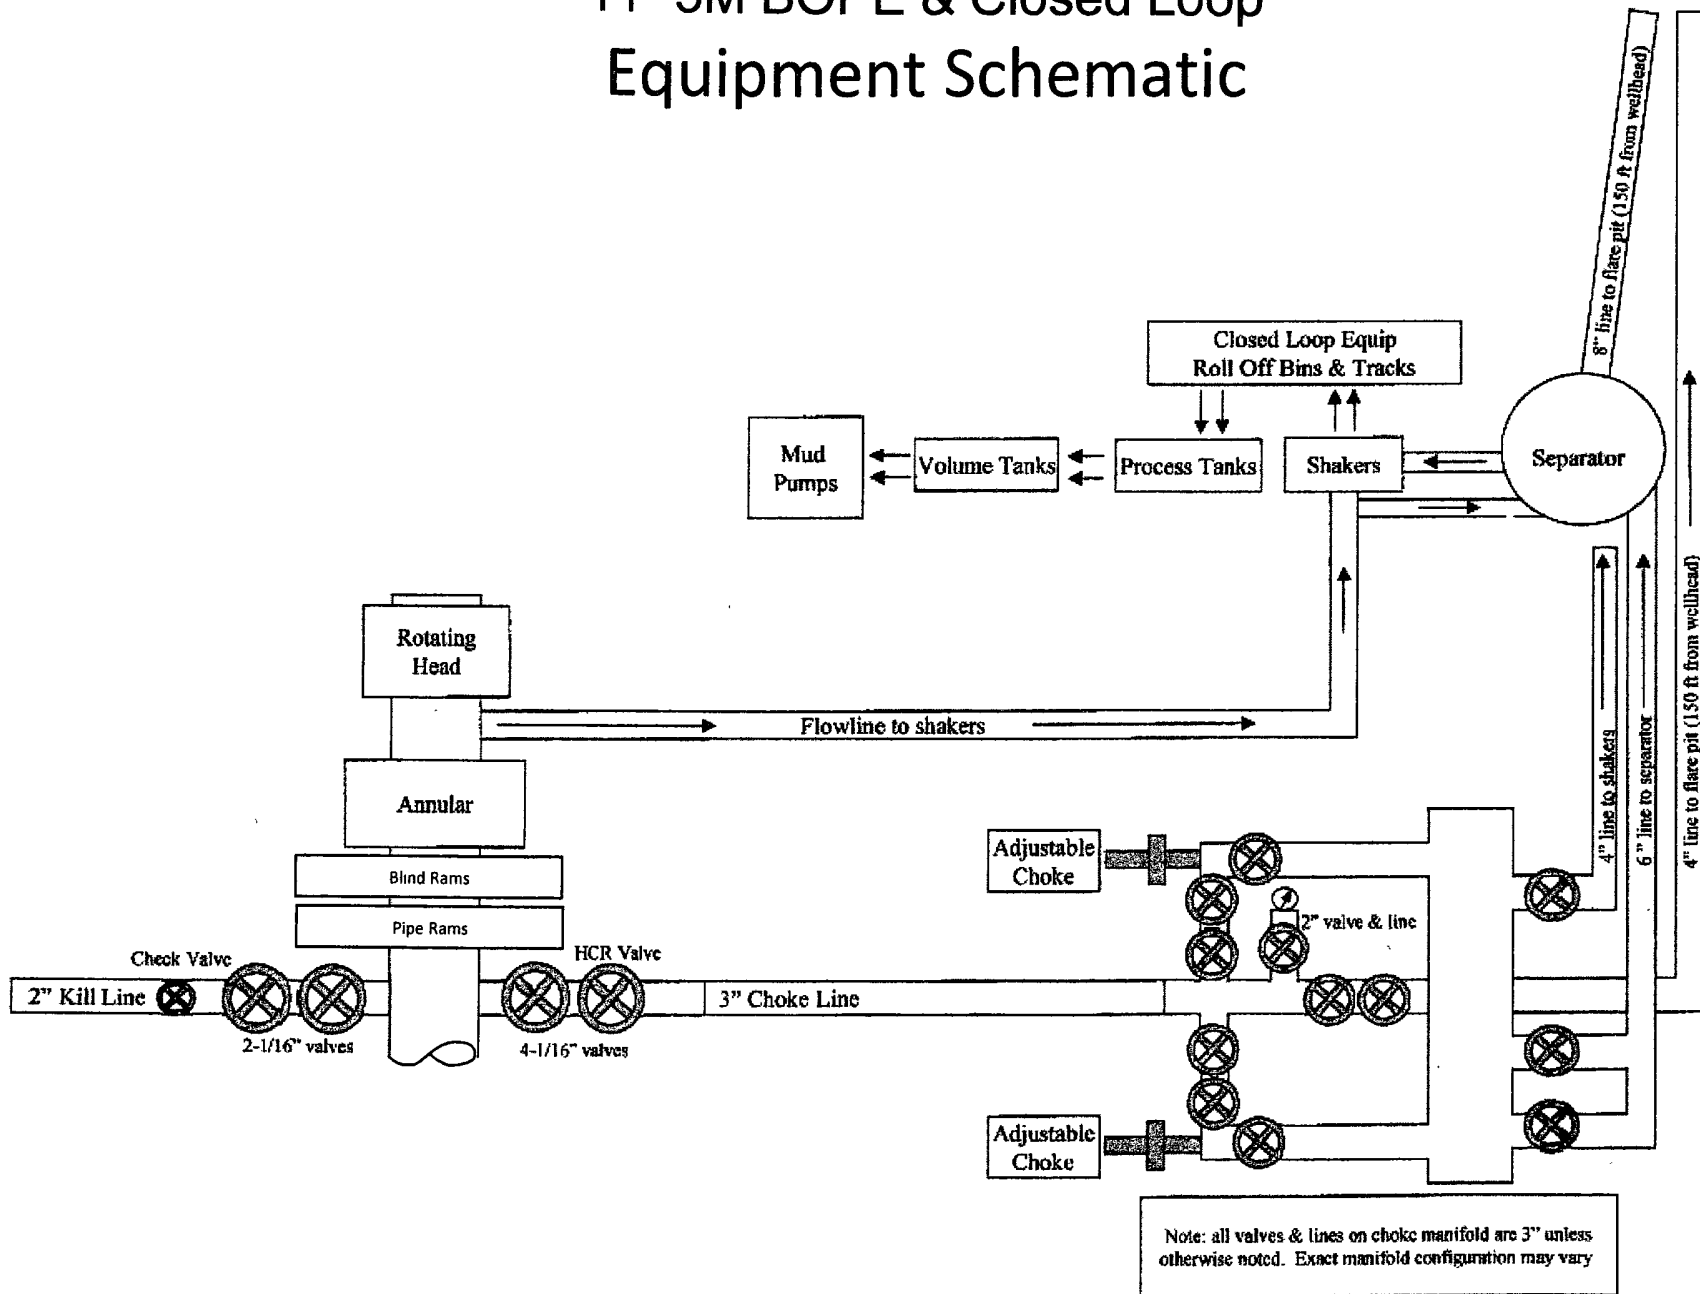 BOPE & Closed Loop
Equipment Schematic
8" line to flare pit (150 ft from wellhead)
Closed Loop Equip
Roll Off Bins & Tracks
Mud
Pumps
Volume Tanks
Process Tanks
Shakers
Separator
Rotating
Head
Flowline to shakers
Annular
Blind Rams
Pipe Rams
4" line to shakers
6" line to separator
4" line to flare pit (150 ft from wellhead)
Adjustable
Choke
2" valve & line
Check Valve
HCR Valve
2" Kill Line
3" Choke Line
2-1/16" valves
4-1/16" valves
Adjustable
Choke
Note: all valves & lines on choke manifold are 3" unless
otherwise noted. Exact manifold configuration may vary